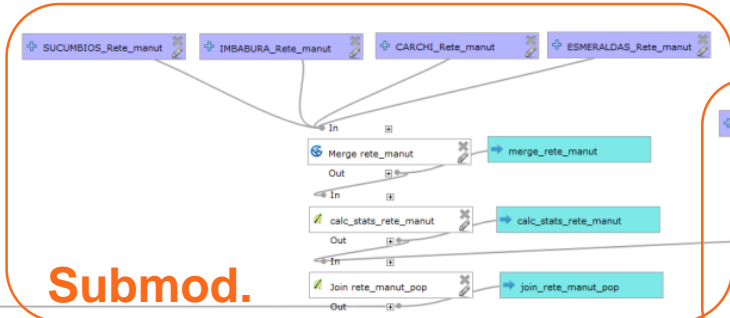 SUCUMBIOS_Rete_manut IMBABURA_Rete_manut CARCHI_Rete_manut ESMERALDAS_Rete_manut
In
Merge rete_manut merge_rete_manut
Out
In
calc_stats_rete_manut calc_stats_rete_manut
Out
In
Join rete_manut_pop join_rete_manut_pop
Out
Submod.